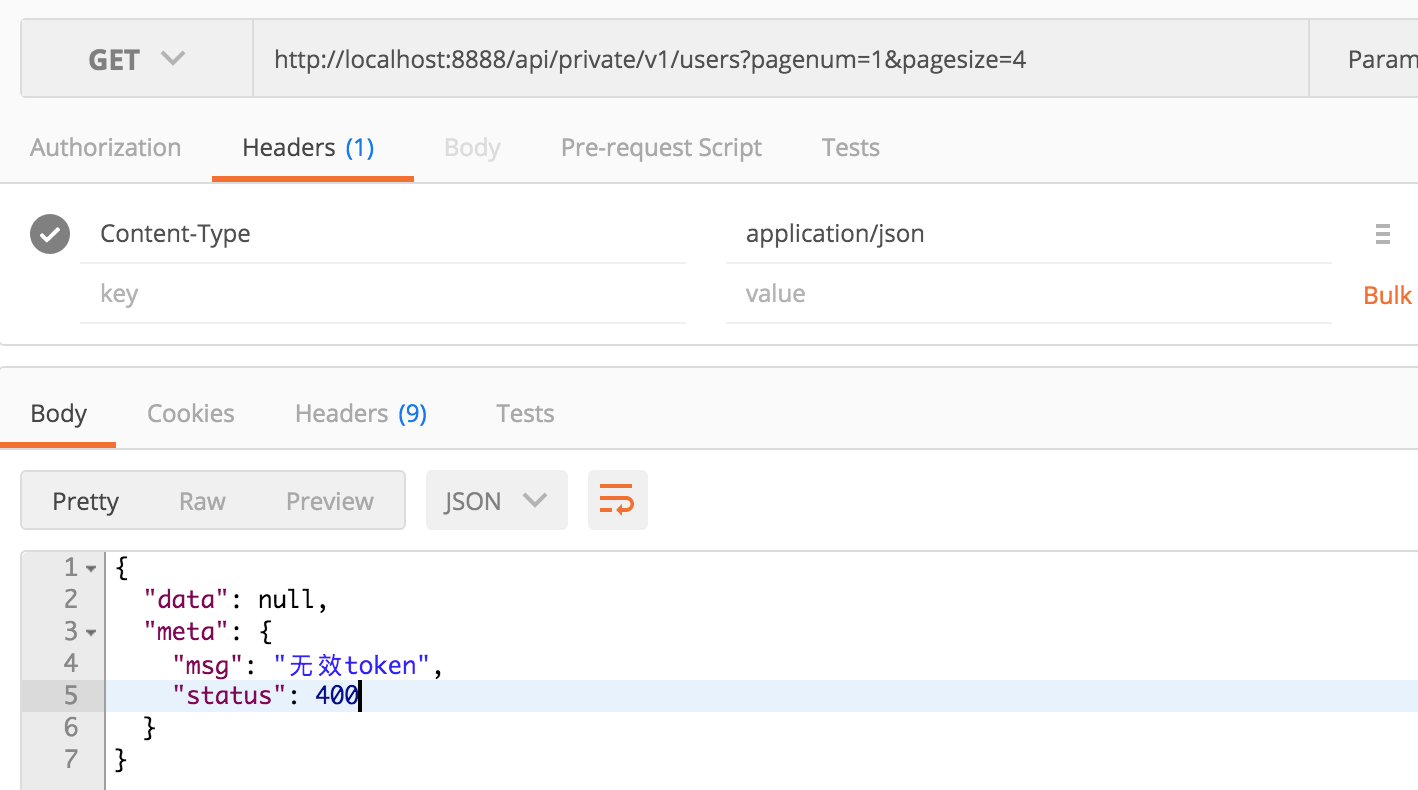 GET http://localhost:8888/api/private/v1/users?pagenum=1&pagesize=4 Param
Authorization Headers (1) Body Pre-request Script Tests
Content-Type application/json
key value Bulk
Body Cookies Headers (9) Tests
Pretty Raw Preview JSON
1 {
2 "data": null,
3 "meta": {
4 "msg": "无效token",
5 "status": 400
6 }
7 }